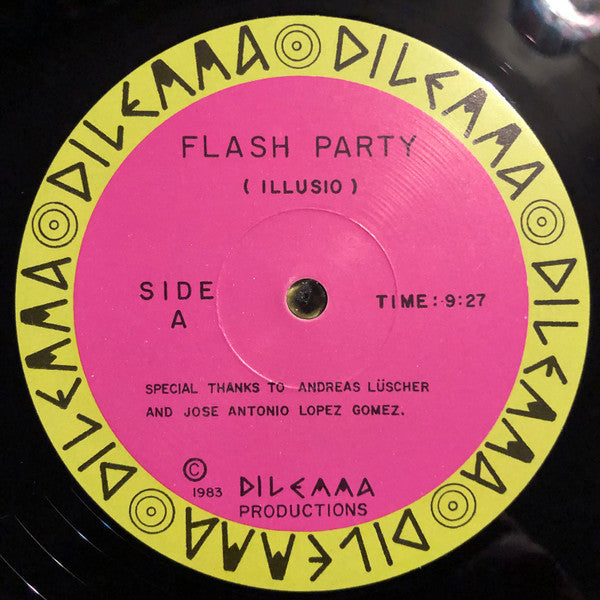 DILEMMA
DILEMMA
DILEMMA
DILEMMA
DILEMMA
FLASH PARTY
( ILLUSIO )
SIDE
A
TIME: 9:27
SPECIAL THANKS TO ANDREAS LÜSCHER
AND JOSE ANTONIO LOPEZ GOMEZ.
© 1983 DILEMMA
PRODUCTIONS